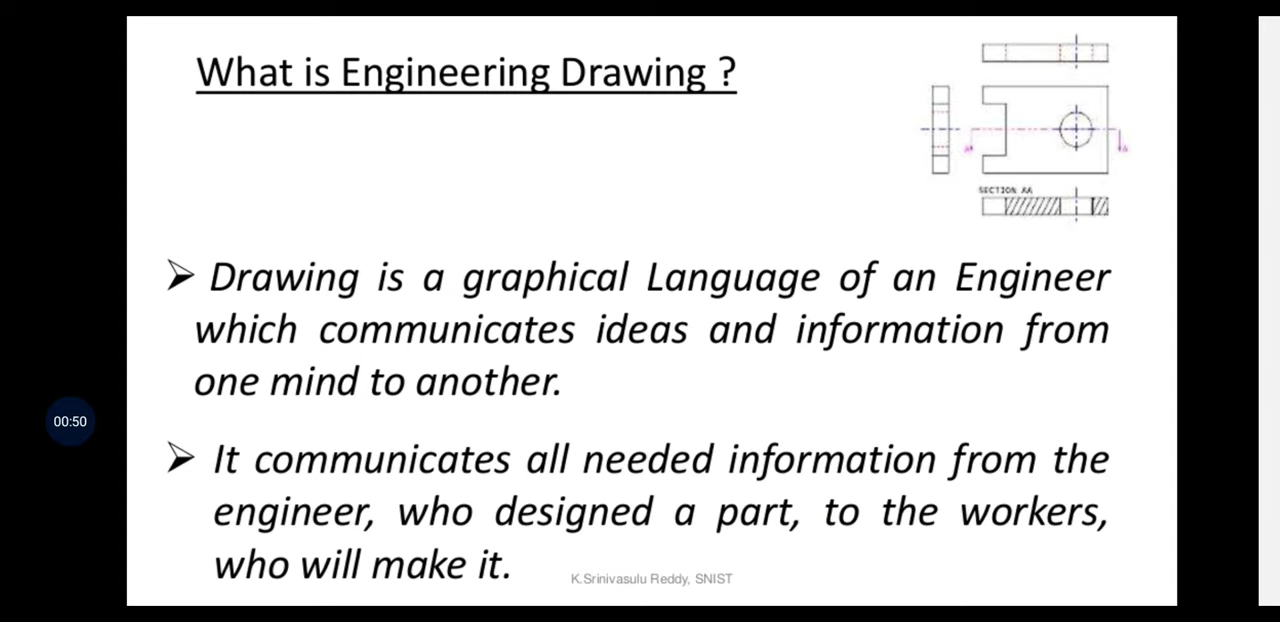 What is Engineering Drawing ?
SECTION AA
➢ Drawing is a graphical Language of an Engineer
which communicates ideas and information from
one mind to another.
00:50
➢ It communicates all needed information from the
engineer, who designed a part, to the workers,
who will make it.
K.Srinivasulu Reddy, SNIST